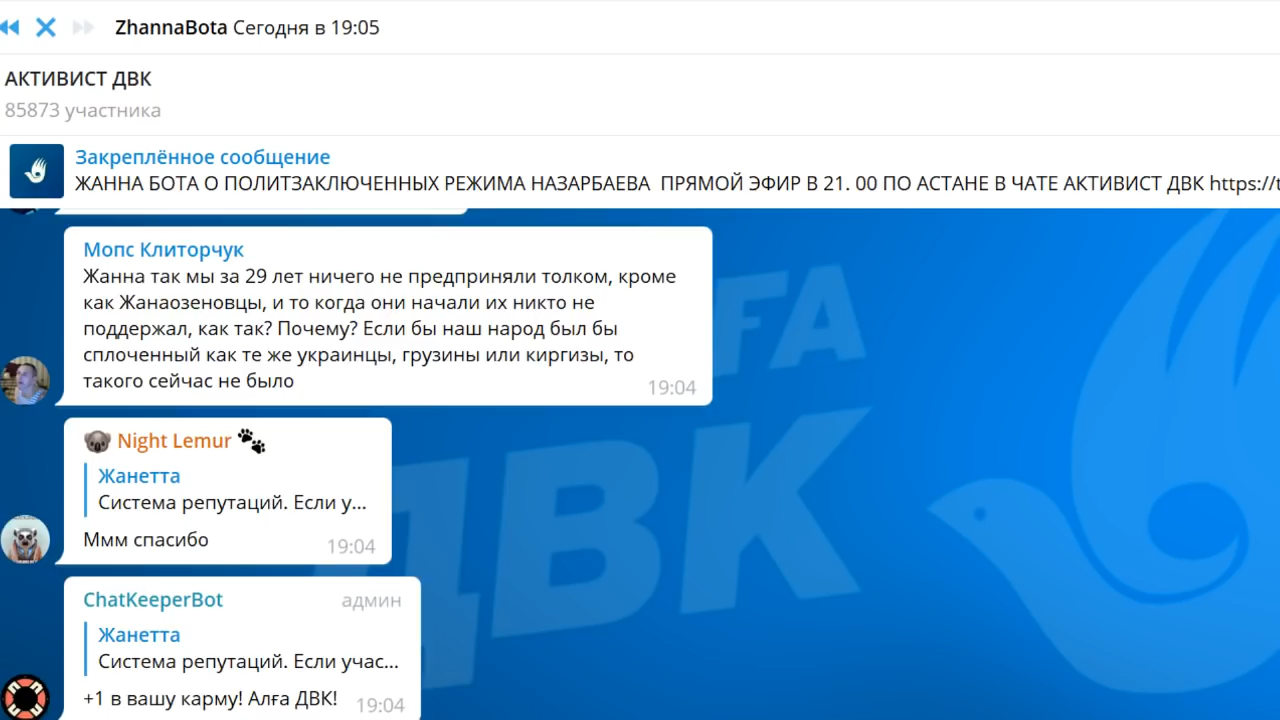 ZhannaBota Сегодня в 19:05
АКТИВИСТ ДВК
85873 участника
Закреплённое сообщение
ЖАННА БОТА О ПОЛИТЗАКЛЮЧЕННЫХ РЕЖИМА НАЗАРБАЕВА ПРЯМОЙ ЭФИР В 21. 00 ПО АСТАНЕ В ЧАТЕ АКТИВИСТ ДВК https://t
Мопс Клиторчук
Жанна так мы за 29 лет ничего не предприняли толком, кроме
как Жанаозеновцы, и то когда они начали их никто не
поддержал, как так? Почему? Если бы наш народ был бы
сплоченный как те же украинцы, грузины или киргизы, то
такого сейчас не было
19:04
Night Lemur
Жанетта
Система репутаций. Если у...
Ммм спасибо
19:04
ChatKeeperBot админ
Жанетта
Система репутаций. Если учас...
+1 в вашу карму! Алға ДВК!
19:04
ДВК